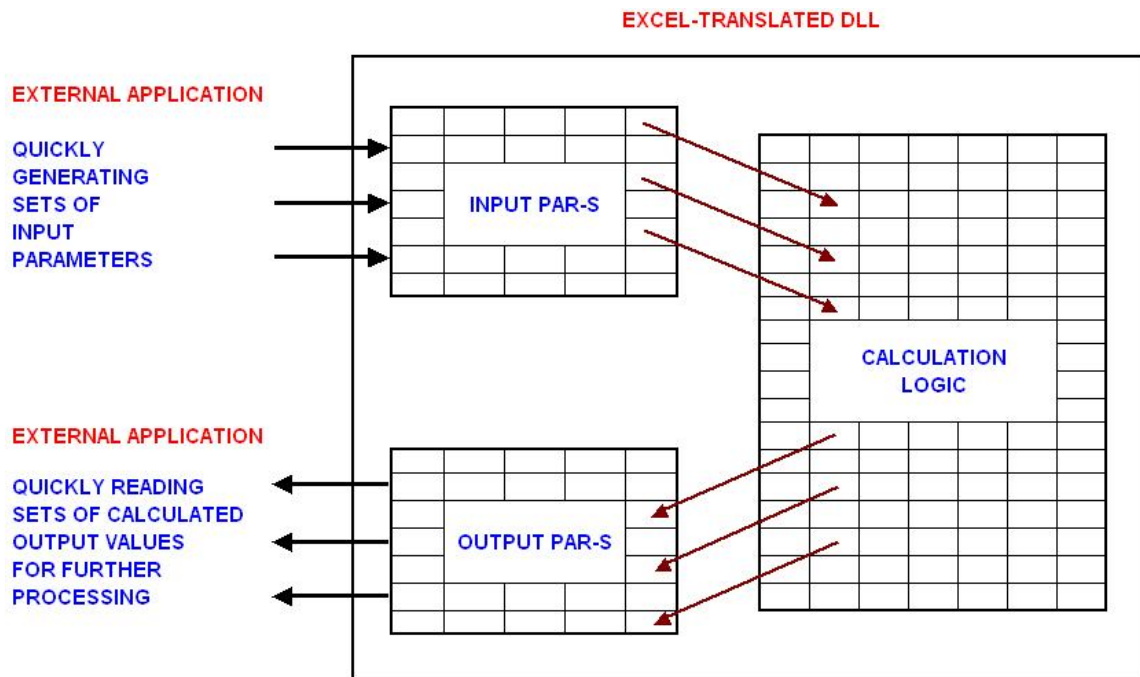 EXCEL-TRANSLATED DLL
EXTERNAL APPLICATION
QUICKLY
GENERATING
SETS OF
INPUT
PARAMETERS
INPUT PAR-S
CALCULATION
LOGIC
EXTERNAL APPLICATION
QUICKLY READING
SETS OF CALCULATED
OUTPUT VALUES
FOR FURTHER
PROCESSING
OUTPUT PAR-S